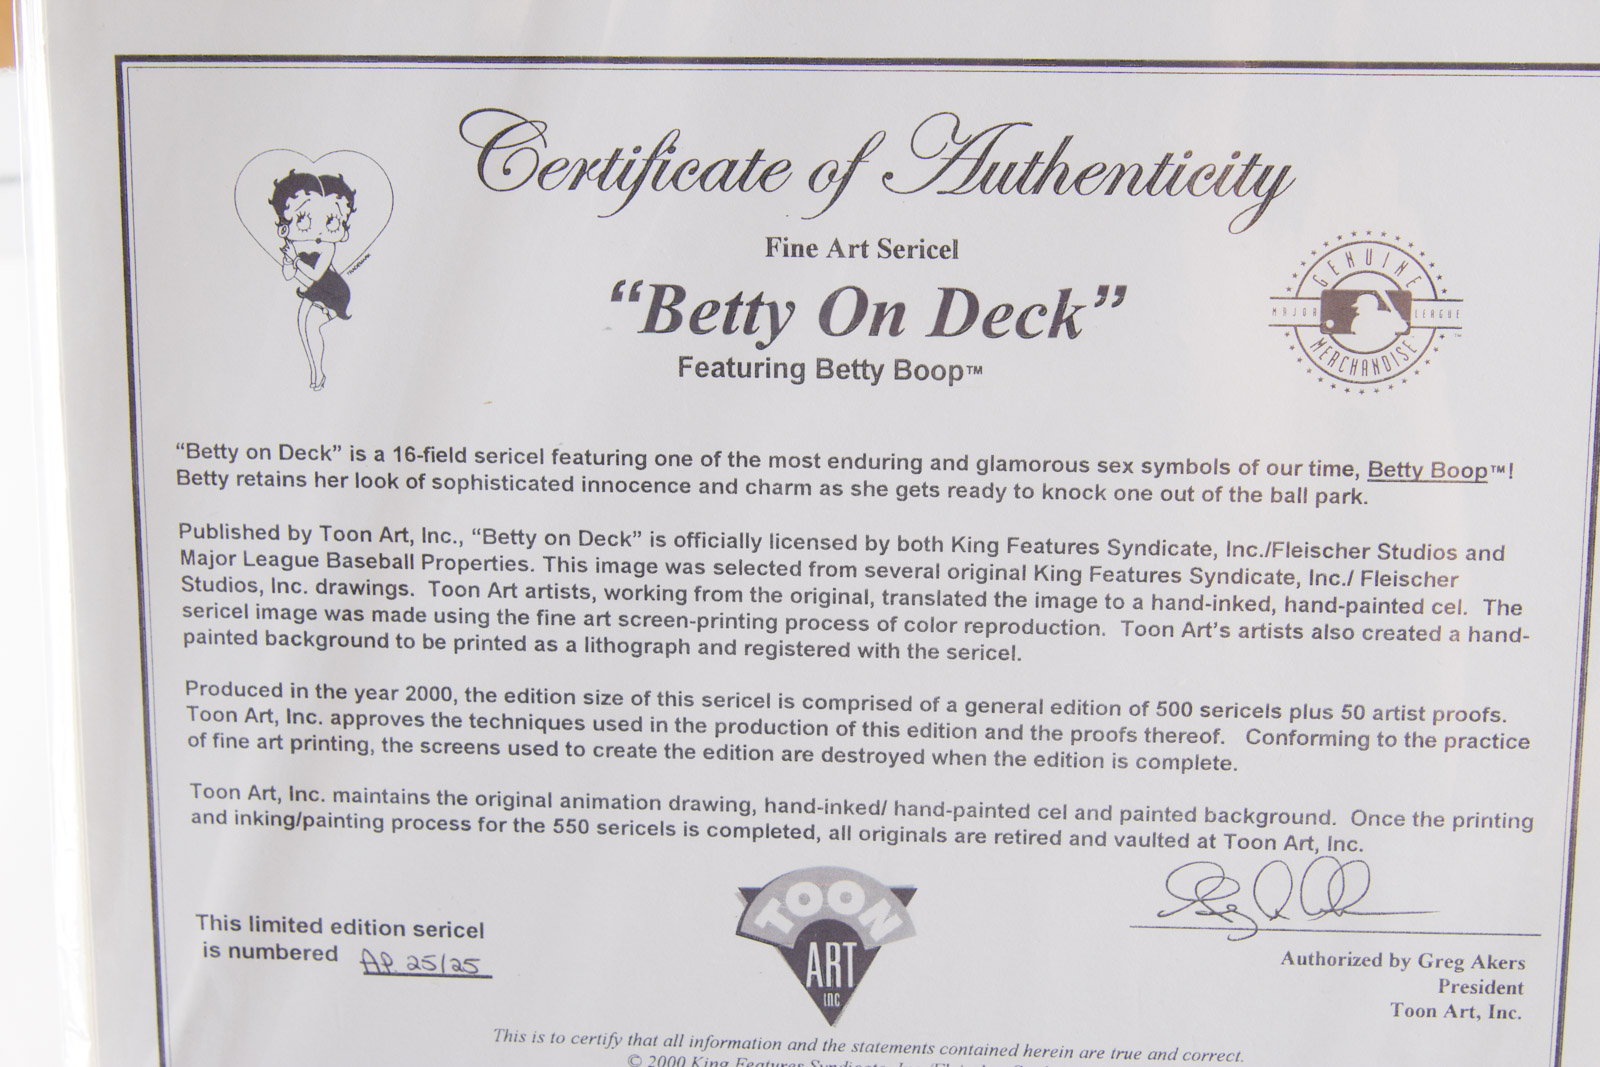 Certificate of Authenticity
Fine Art Sericel
“Betty On Deck”
Featuring Betty Boop™
GENUINE
MAJOR LEAGUE
MERCHANDISE
“Betty on Deck” is a 16-field sericel featuring one of the most enduring and glamorous sex symbols of our time, Betty Boop™!
Betty retains her look of sophisticated innocence and charm as she gets ready to knock one out of the ball park.
Published by Toon Art, Inc., “Betty on Deck” is officially licensed by both King Features Syndicate, Inc./Fleischer Studios and
Major League Baseball Properties. This image was selected from several original King Features Syndicate, Inc./ Fleischer
Studios, Inc. drawings. Toon Art artists, working from the original, translated the image to a hand-inked, hand-painted cel. The
sericel image was made using the fine art screen-printing process of color reproduction. Toon Art's artists also created a hand-
painted background to be printed as a lithograph and registered with the sericel.
Produced in the year 2000, the edition size of this sericel is comprised of a general edition of 500 sericels plus 50 artist proofs.
Toon Art, Inc. approves the techniques used in the production of this edition and the proofs thereof. Conforming to the practice
of fine art printing, the screens used to create the edition are destroyed when the edition is complete.
Toon Art, Inc. maintains the original animation drawing, hand-inked/ hand-painted cel and painted background. Once the printing
and inking/painting process for the 550 sericels is completed, all originals are retired and vaulted at Toon Art, Inc.
This limited edition sericel
is numbered AP 25/25
TOON
ART
INC
Authorized by Greg Akers
President
Toon Art, Inc.
This is to certify that all information and the statements contained herein are true and correct.
© 2000 King Features Syndicate, Inc./Fleischer